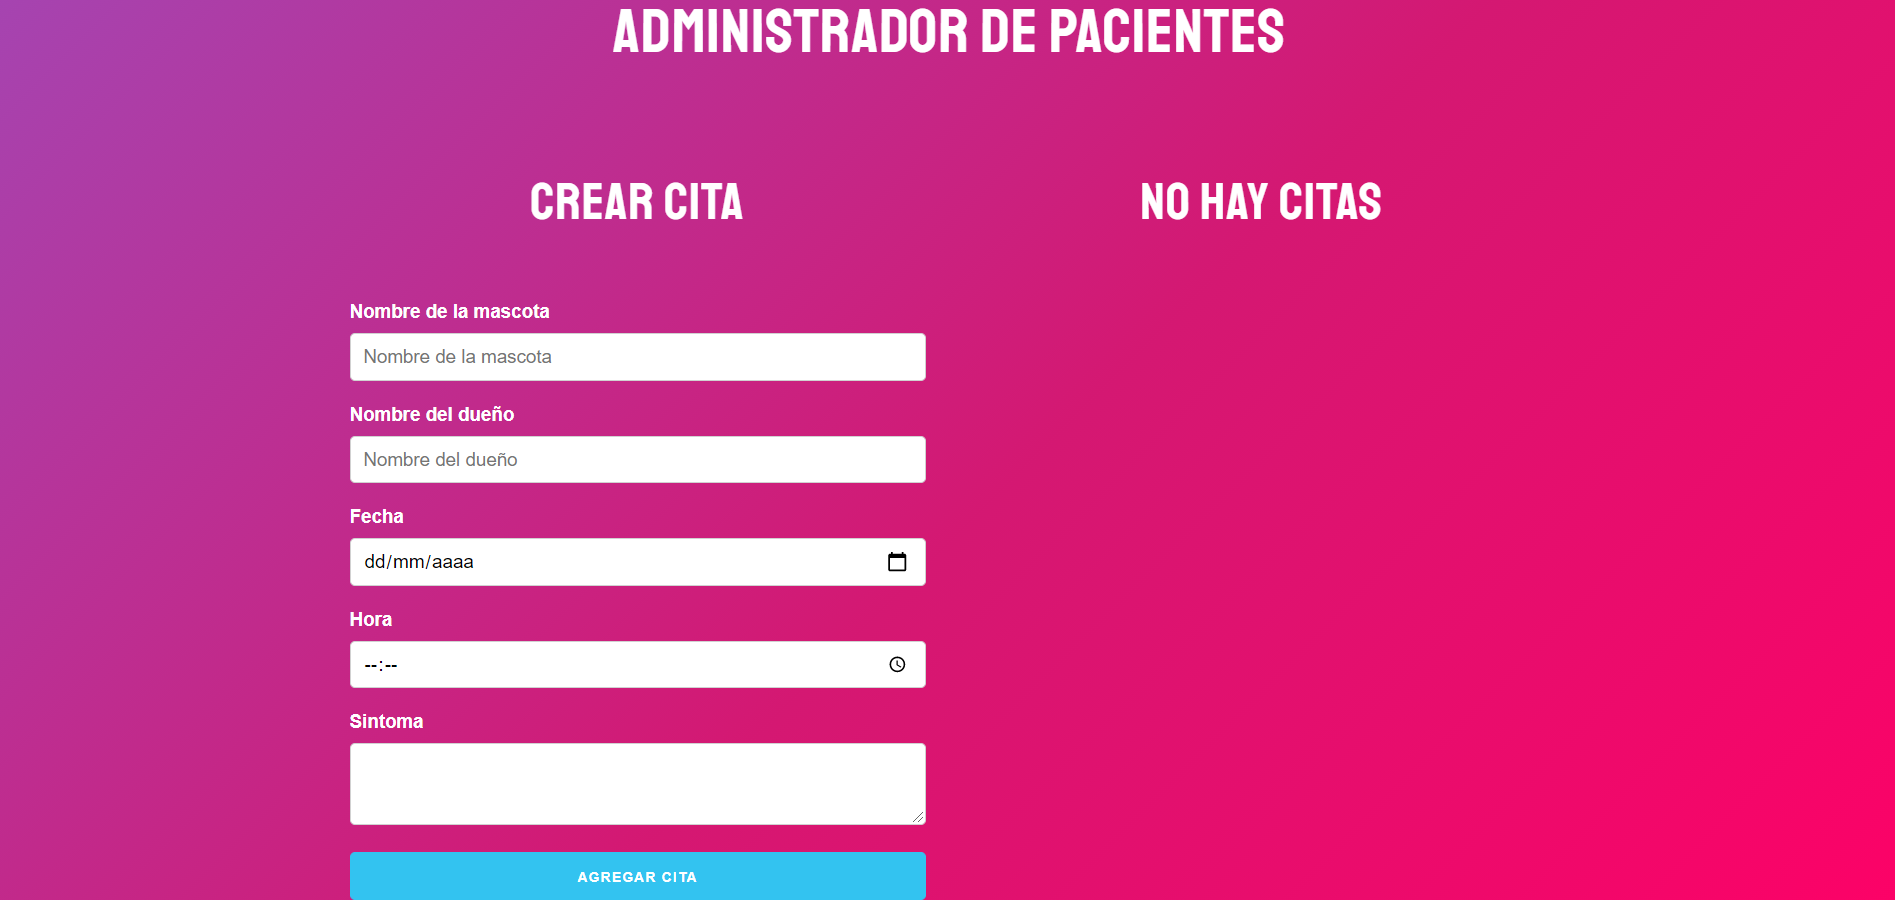 ADMINISTRADOR DE PACIENTES
CREAR CITA
NO HAY CITAS
Nombre de la mascota
Nombre de la mascota
Nombre del dueño
Nombre del dueño
Fecha
dd/mm/aaaa
Hora
--:--
Sintoma
AGREGAR CITA